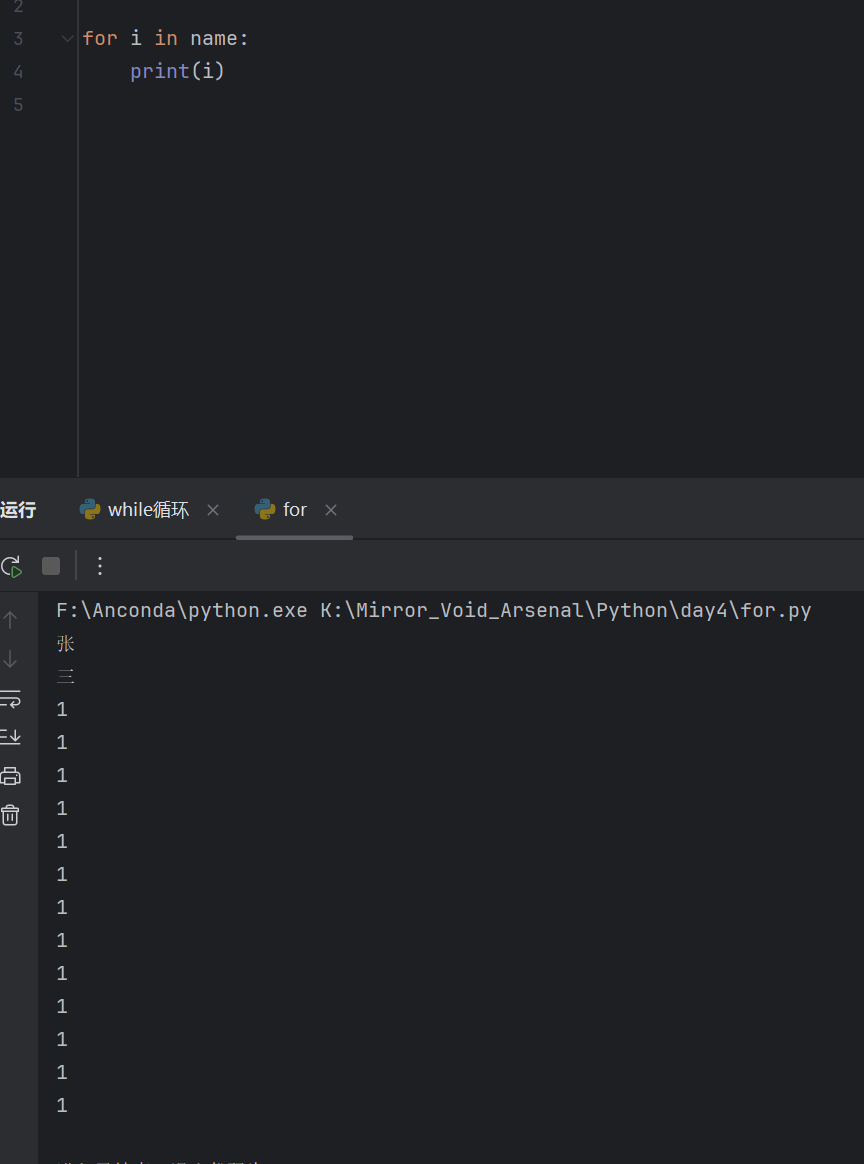 2
3 for i in name:
4 print(i)
5
运行 while循环 for
F:\Anconda\python.exe K:\Mirror_Void_Arsenal\Python\day4\for.py
张
三
1
1
1
1
1
1
1
1
1
1
1
1
1